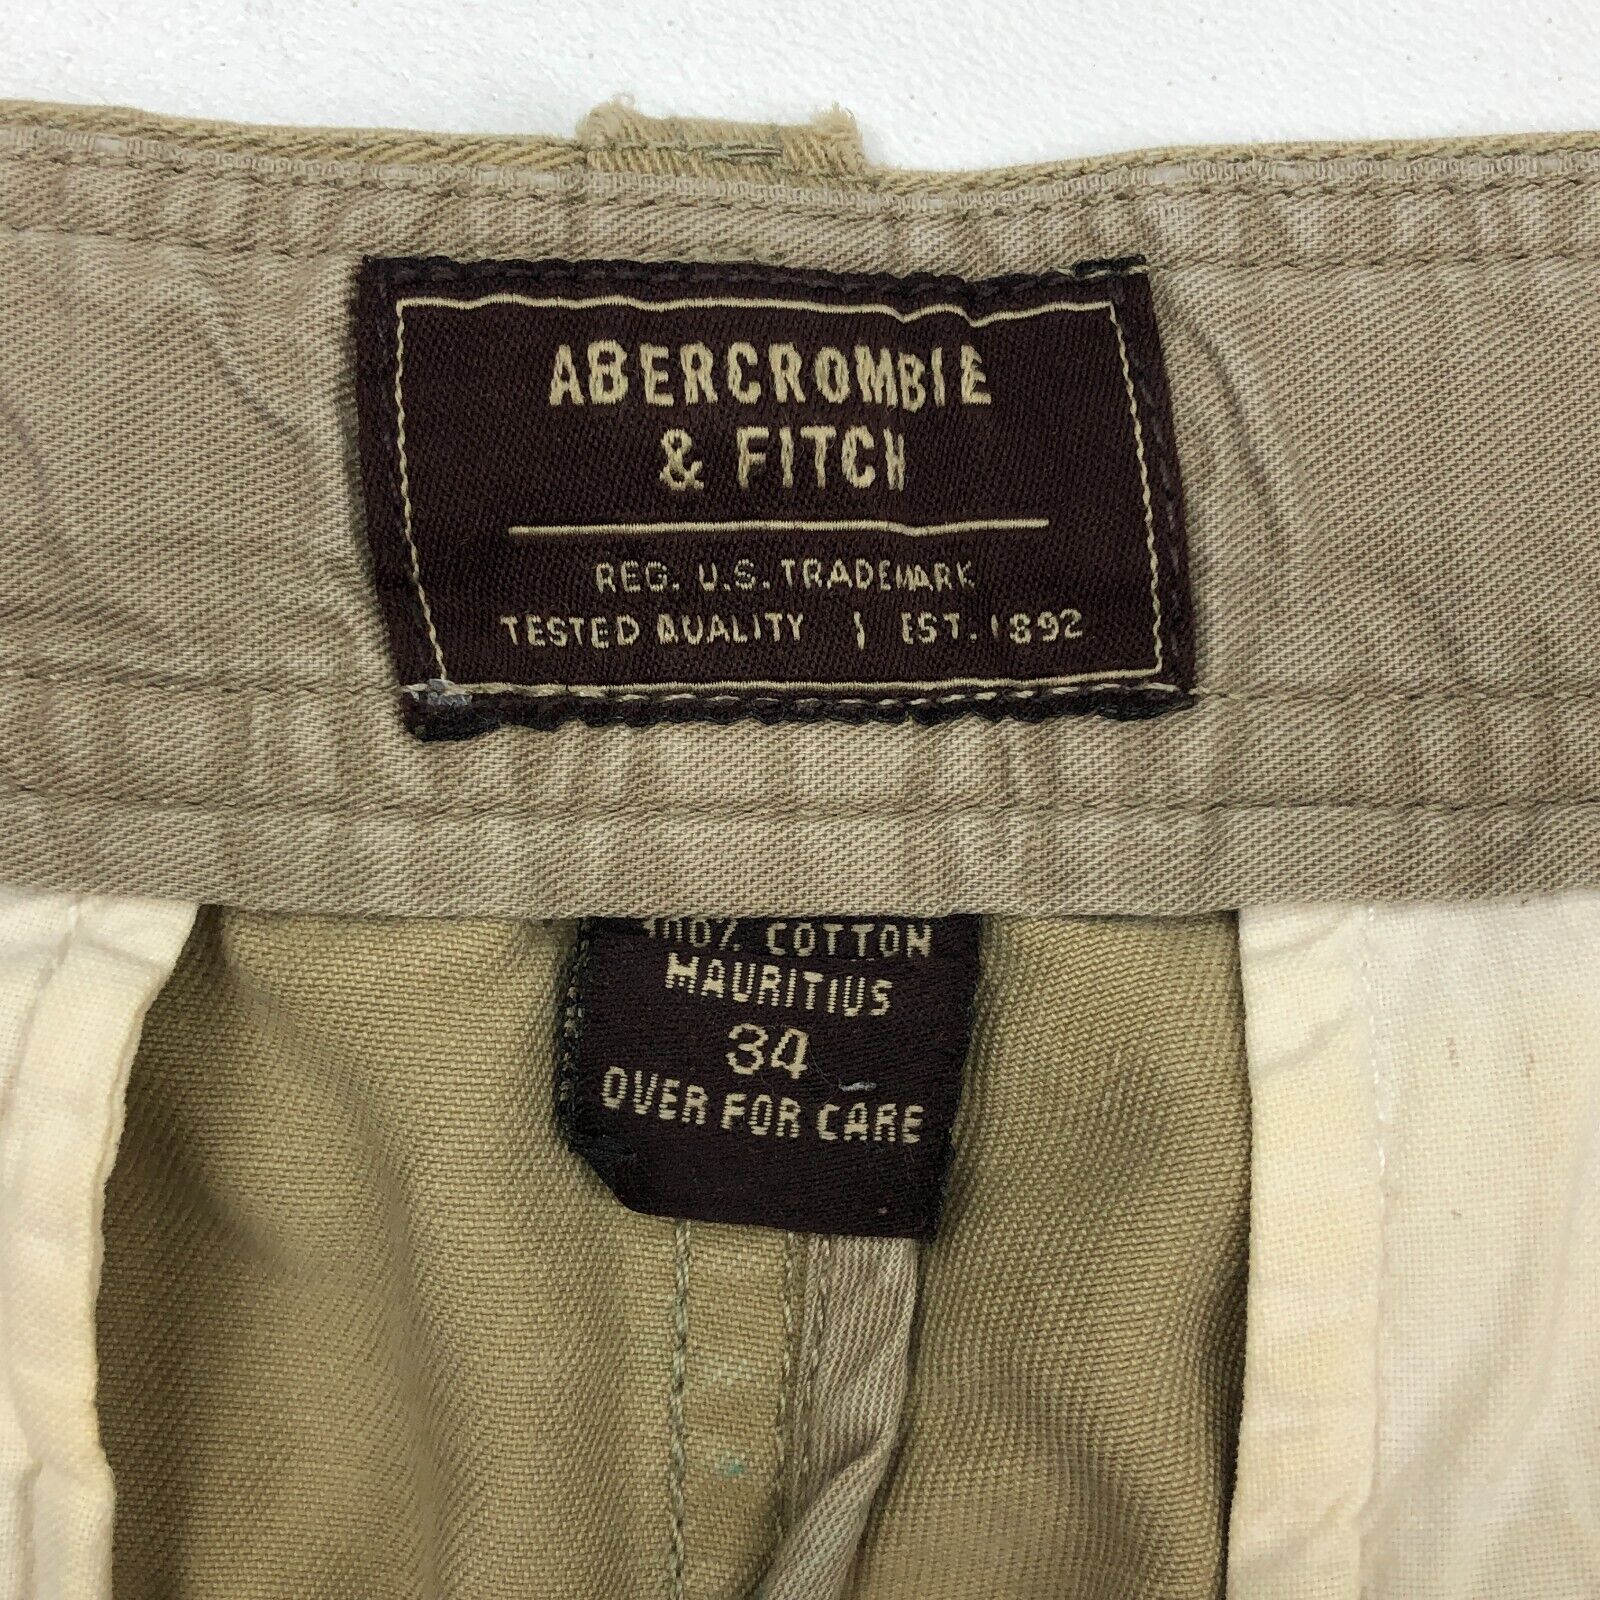 ABERCROMBIE
& FITCH
REG. U.S. TRADEMARK
TESTED QUALITY | EST. 1892
100% COTTON
MAURITIUS
34
OVER FOR CARE